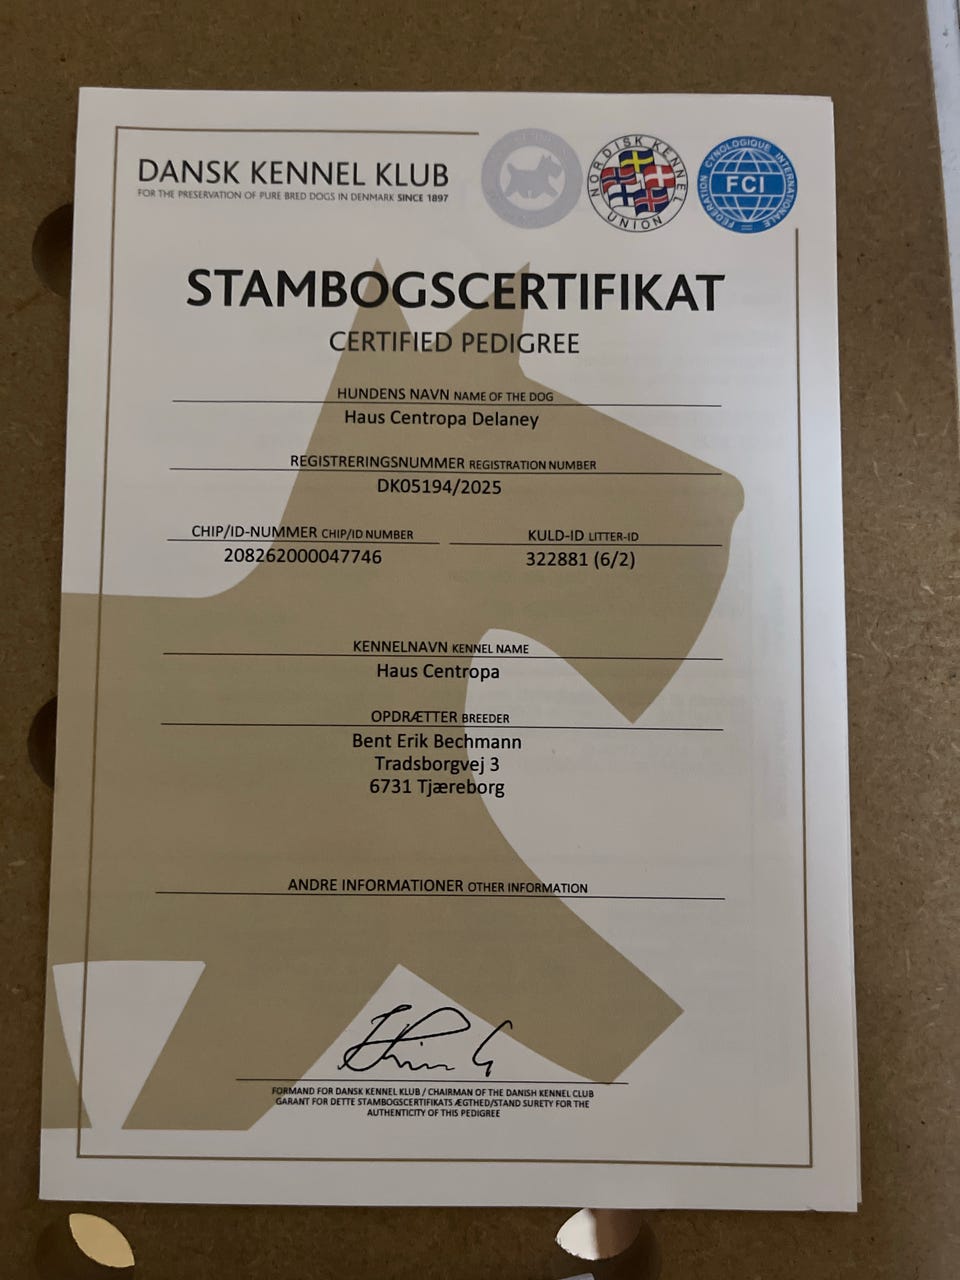 DANSK KENNEL KLUB
FOR THE PRESERVATION OF PURE BRED DOGS IN DENMARK SINCE 1897
NORDISK KENNEL UNION
FEDERATION CYNOLOGIQUE INTERNATIONALE
FCI
STAMBOGSCERTIFIKAT
CERTIFIED PEDIGREE
HUNDENS NAVN NAME OF THE DOG
Haus Centropa Delaney
REGISTRERINGSNUMMER REGISTRATION NUMBER
DK05194/2025
CHIP/ID-NUMMER CHIP/ID NUMBER
208262000047746
KULD-ID LITTER-ID
322881 (6/2)
KENNELNAVN KENNEL NAME
Haus Centropa
OPDRÆTTER BREEDER
Bent Erik Bechmann
Tradsborgvej 3
6731 Tjæreborg
ANDRE INFORMATIONER OTHER INFORMATION
FORMAND FOR DANSK KENNEL KLUB / CHAIRMAN OF THE DANISH KENNEL CLUB
GARANT FOR DETTE STAMBOGSCERTIFIKATS ÆGTHED/STAND SURETY FOR THE
AUTHENTICITY OF THIS PEDIGREE